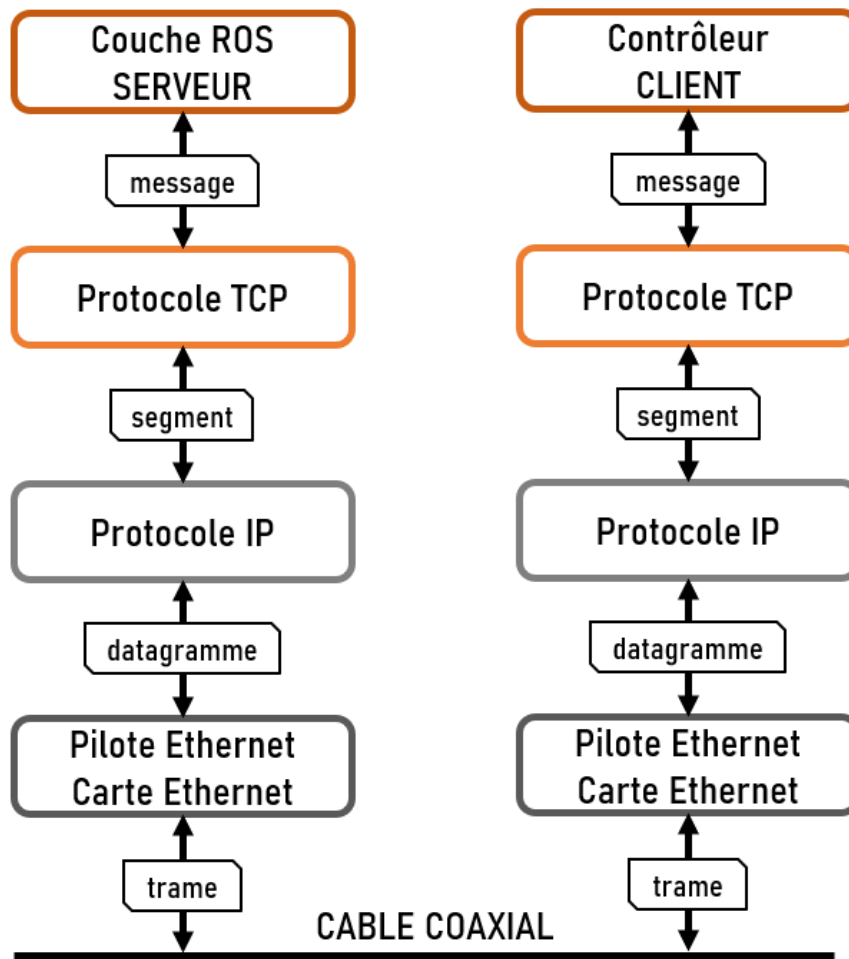 Couche ROS
SERVEUR
Contrôleur
CLIENT
message
message
Protocole TCP
Protocole TCP
segment
segment
Protocole IP
Protocole IP
datagramme
datagramme
Pilote Ethernet
Carte Ethernet
Pilote Ethernet
Carte Ethernet
trame
trame
CABLE COAXIAL